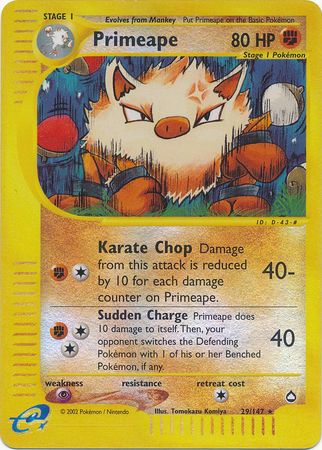 STAGE 1
Evolves from Mankey Put Primeape on the Basic Pokémon
Primeape 80 HP
Stage 1 Pokémon
ID: D-43-#
Karate Chop Damage
from this attack is reduced
by 10 for each damage
counter on Primeape.
40-
Sudden Charge Primeape does
10 damage to itself. Then, your
opponent switches the Defending
Pokémon with 1 of his or her Benched
Pokémon, if any.
40
weakness resistance retreat cost
e
© 2002 Pokémon / Nintendo Illus. Tomokazu Komiya 29/147 ★